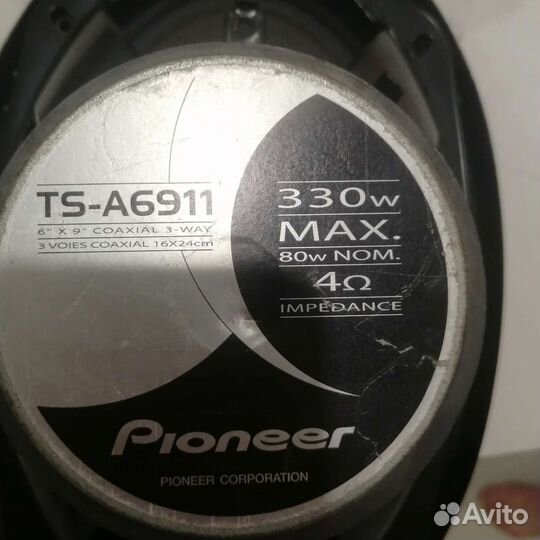 TS-A6911
6" X 9" COAXIAL 3-WAY
3 VOIES COAXIAL 16X24cm
330w
MAX.
80w NOM.
4Ω
IMPEDANCE
Pioneer
PIONEER CORPORATION
Avito